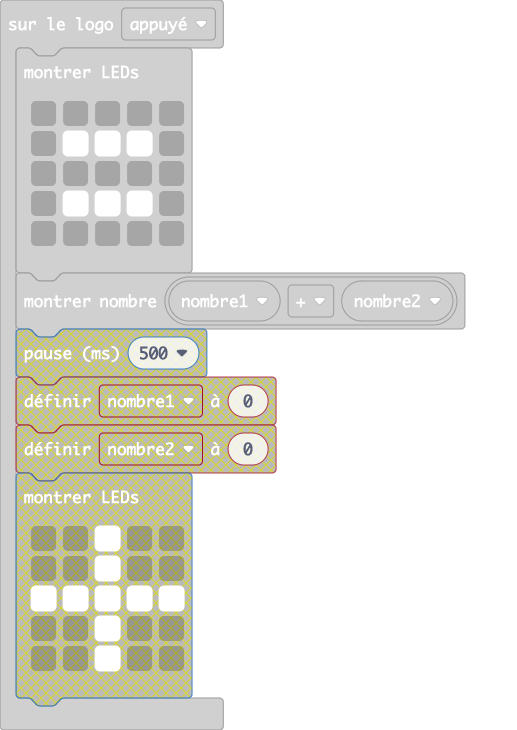 sur le logo appuyé
montrer LEDs
montrer nombre nombre1 + nombre2
pause (ms) 500
définir nombre1 à 0
définir nombre2 à 0
montrer LEDs